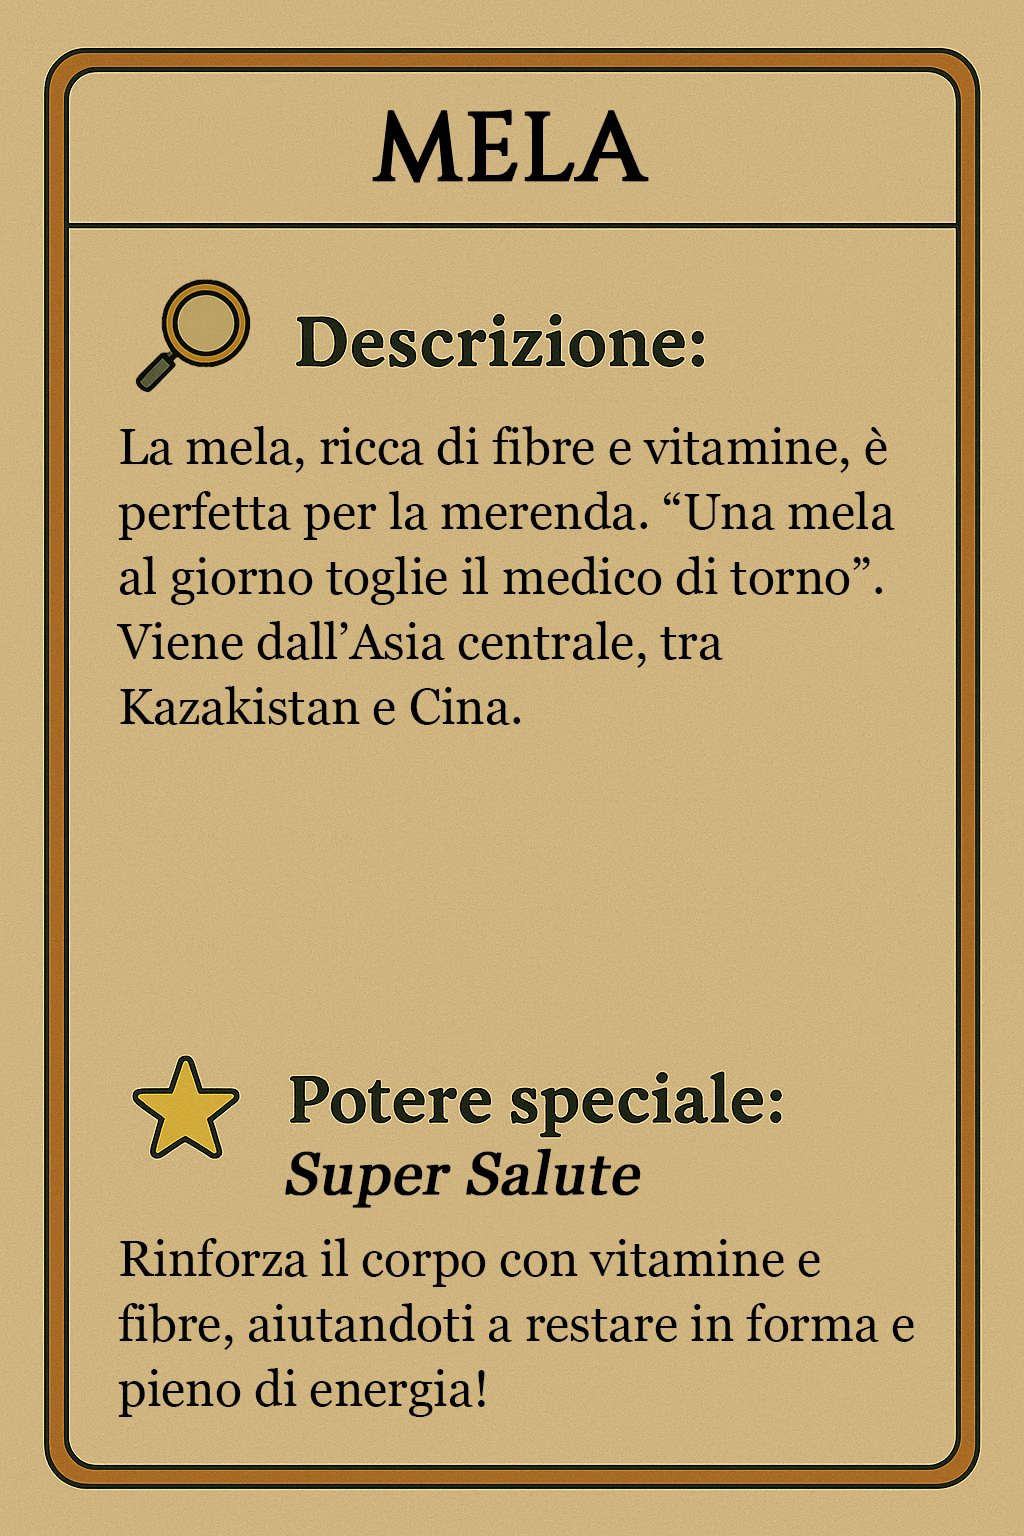 MELA
Descrizione:
La mela, ricca di fibre e vitamine, è
perfetta per la merenda. “Una mela
al giorno toglie il medico di torno”.
Viene dall’Asia centrale, tra
Kazakistan e Cina.
Potere speciale:
Super Salute
Rinforza il corpo con vitamine e
fibre, aiutandoti a restare in forma e
pieno di energia!